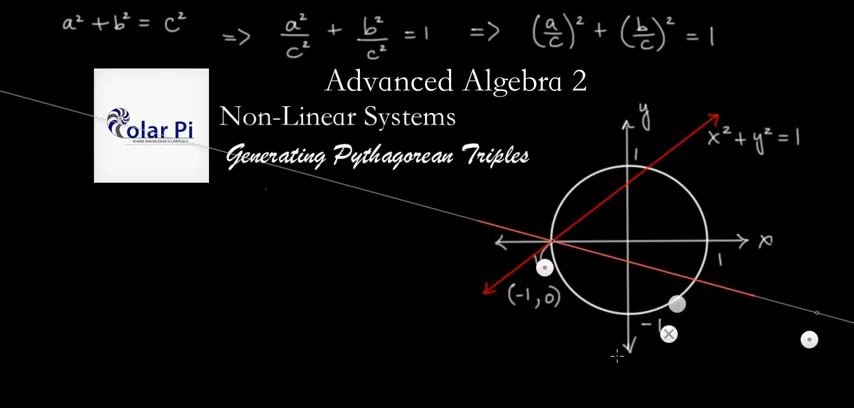 a² + b² = c² => a²/c² + b²/c² = 1 => (a/c)² + (b/c)² = 1
Advanced Algebra 2
Non-Linear Systems
olar Pi
Generating Pythagorean Triples
y
x² + y² = 1
1
x
1
(-1, 0)
-1